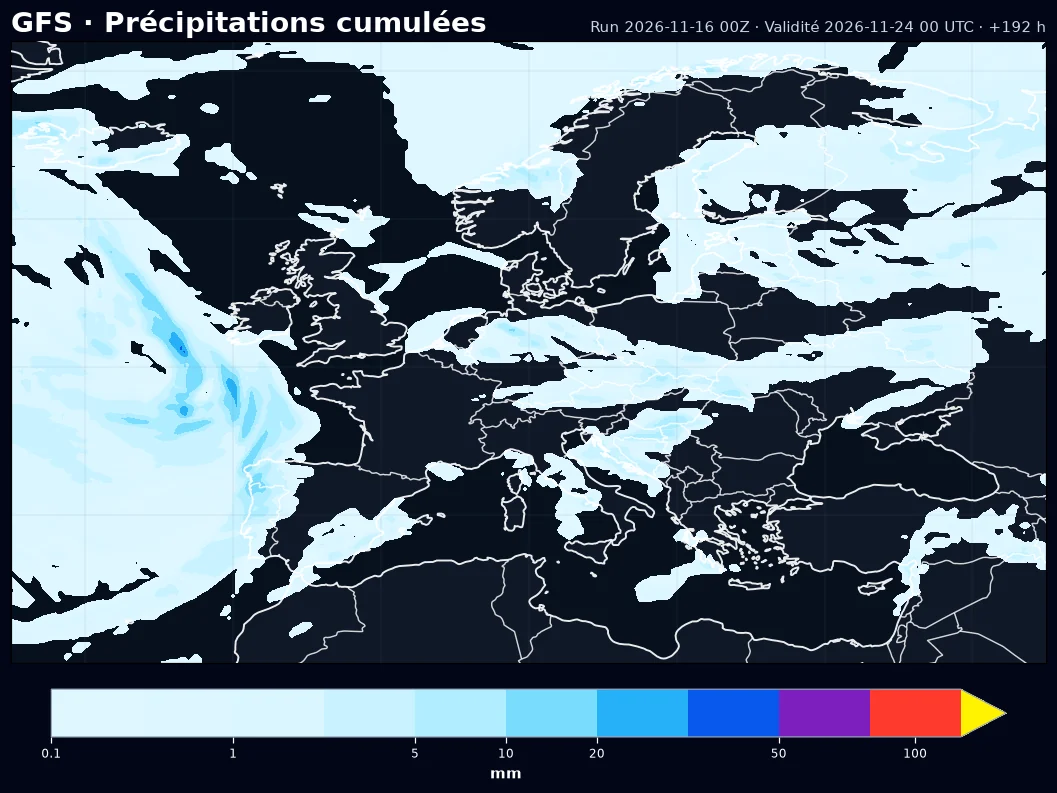 GFS · Précipitations cumulées
Run 2026-11-16 00Z · Validité 2026-11-24 00 UTC · +192 h
0.1 1 5 10 20 50 100
mm